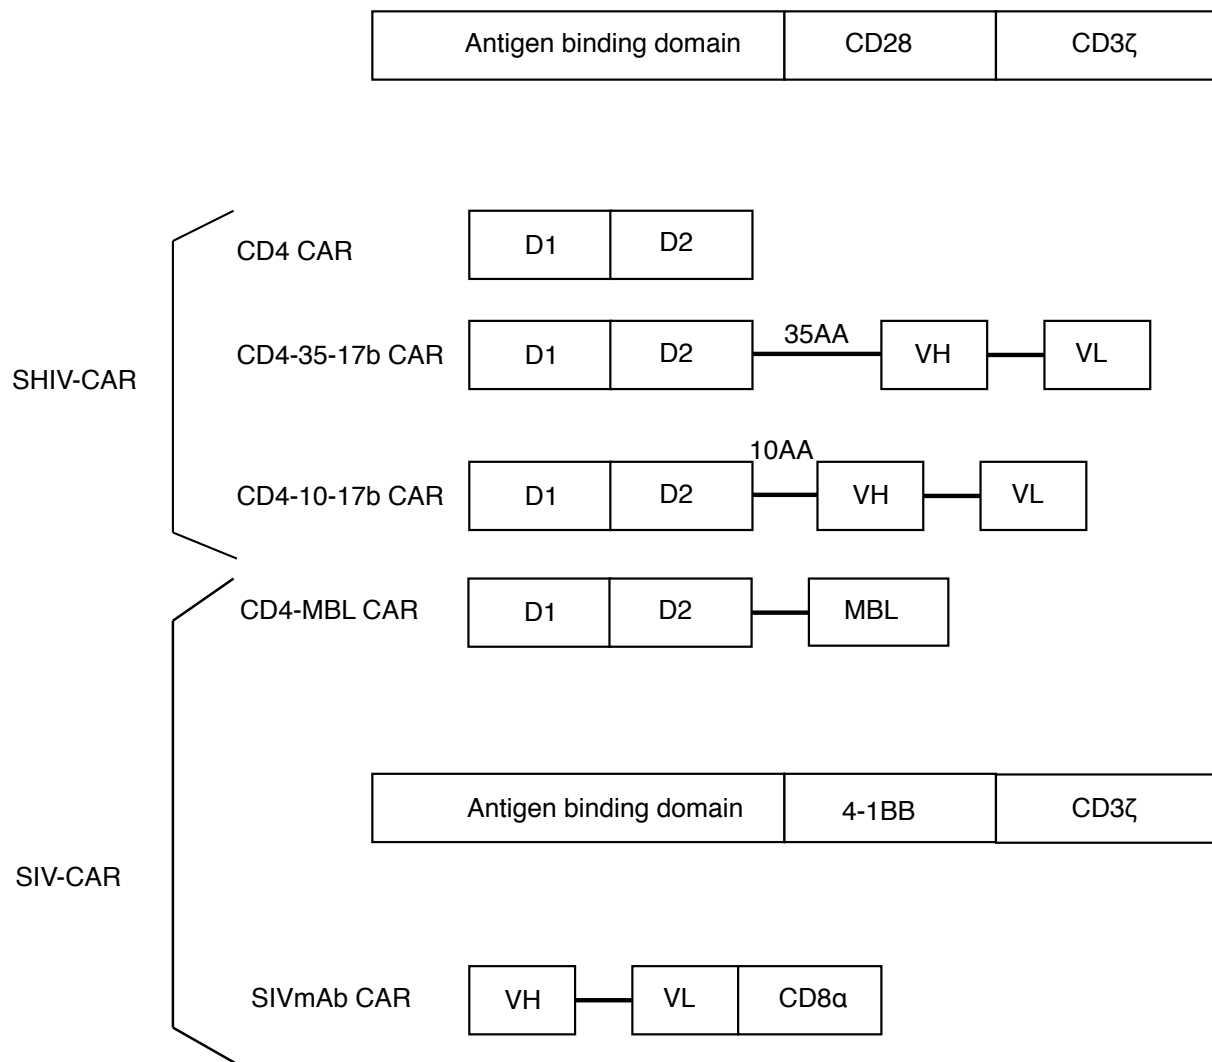 Antigen binding domain CD28 CD3ζ
CD4 CAR D1 D2
35AA
CD4-35-17b CAR D1 D2 VH VL
SHIV-CAR
10AA
CD4-10-17b CAR D1 D2 VH VL
CD4-MBL CAR D1 D2 MBL
Antigen binding domain 4-1BB CD3ζ
SIV-CAR
SIVmAb CAR VH VL CD8α